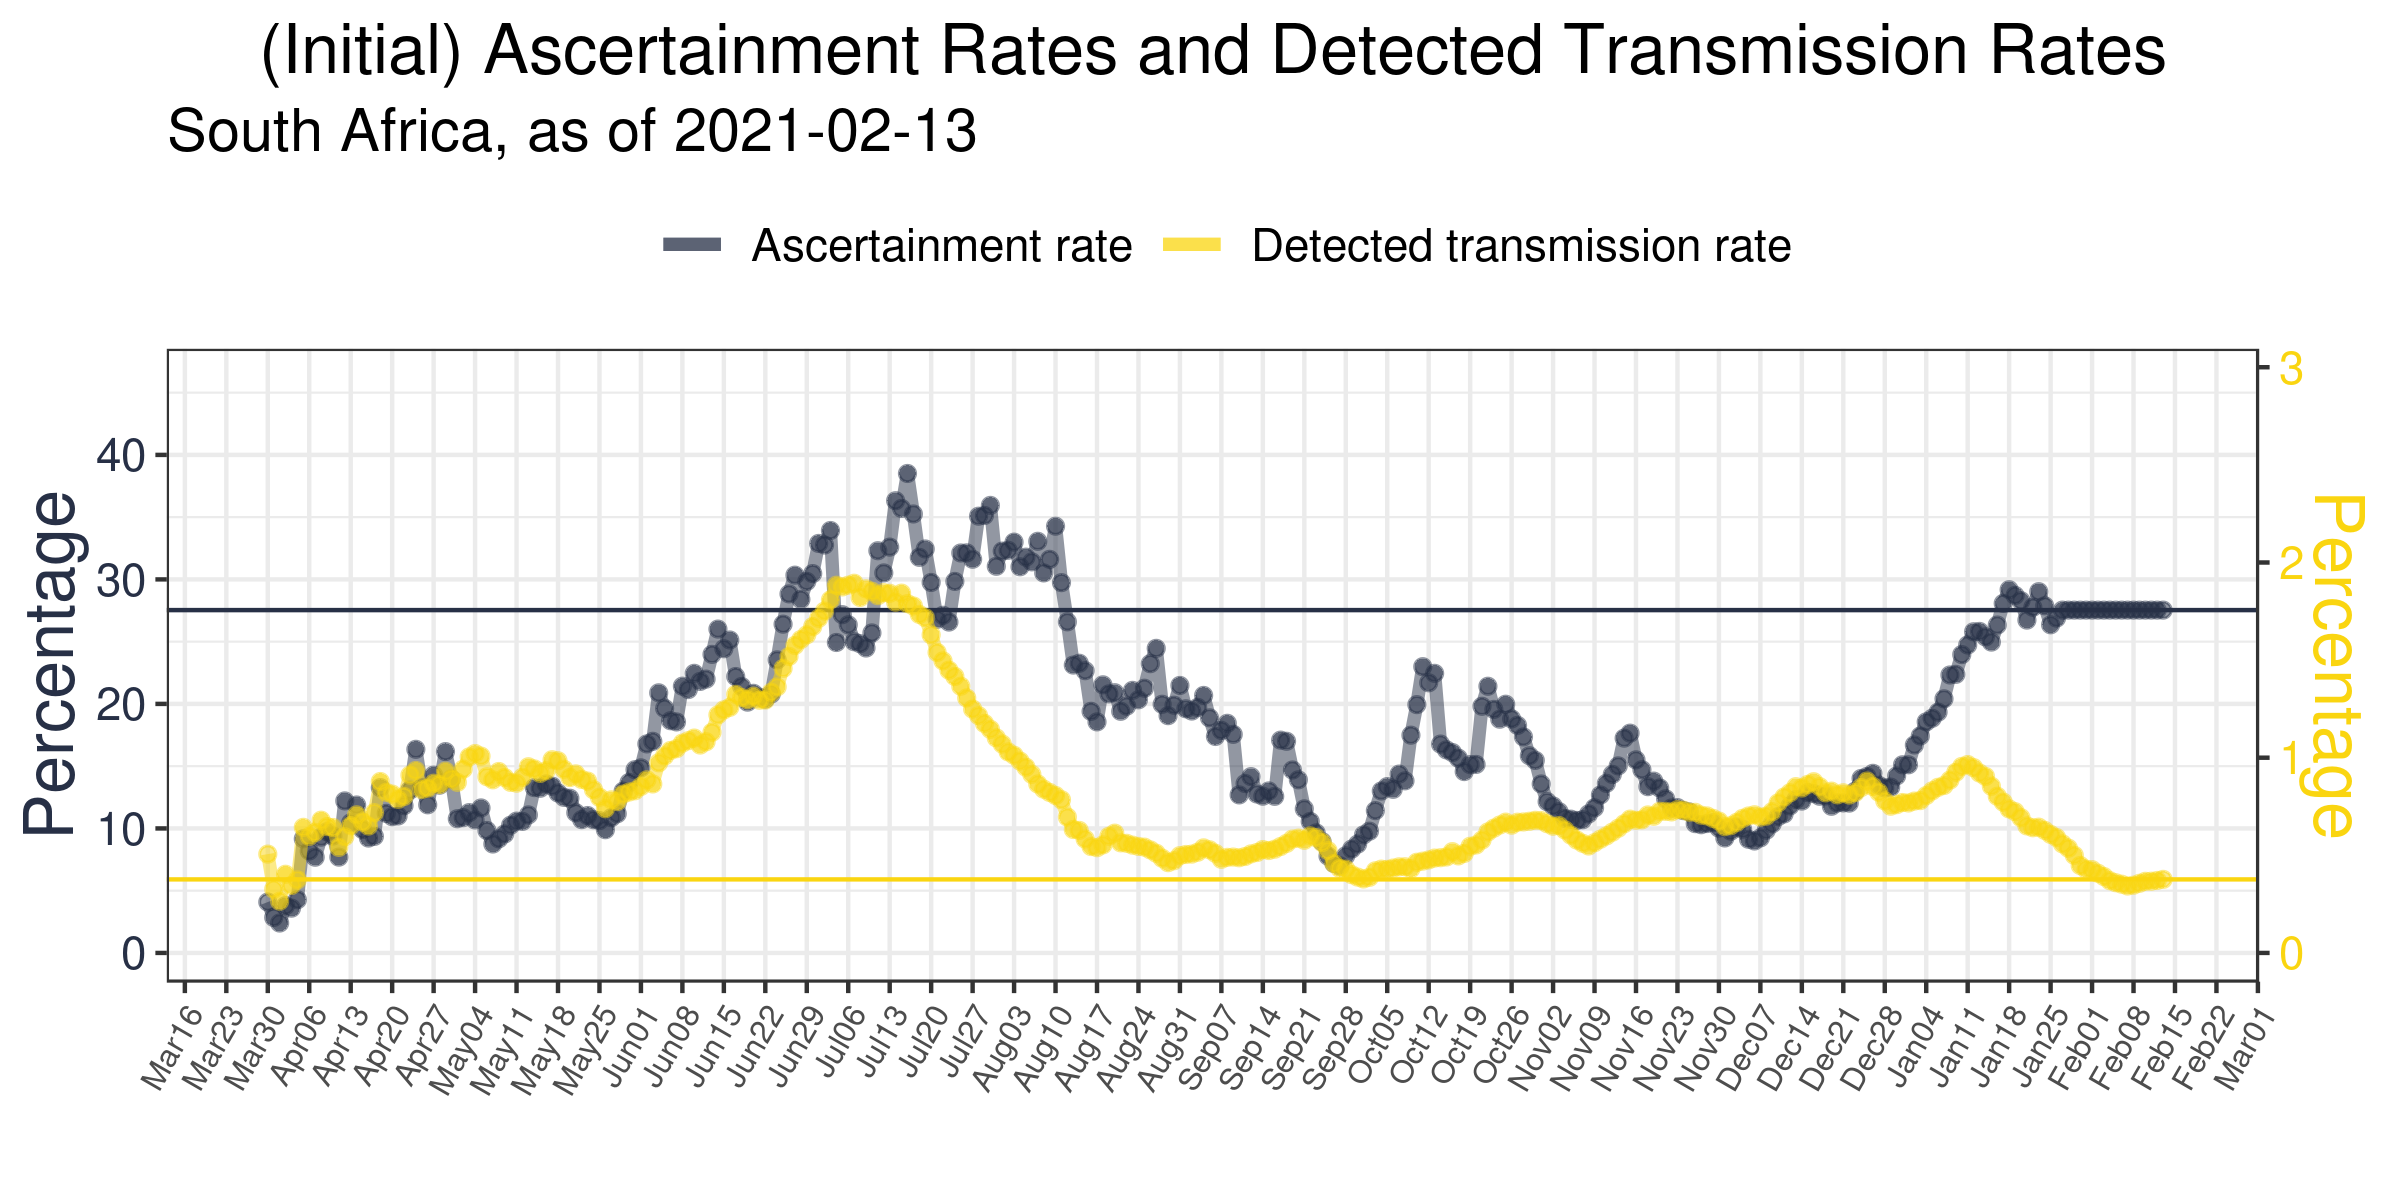 (Initial) Ascertainment Rates and Detected Transmission Rates
South Africa, as of 2021-02-13
Ascertainment rate
Detected transmission rate
Percentage
40
30
20
10
0
3
2
1
0
Percentage
Mar16
Mar23
Mar30
Apr06
Apr13
Apr20
Apr27
May04
May11
May18
May25
Jun01
Jun08
Jun15
Jun22
Jun29
Jul06
Jul13
Jul20
Jul27
Aug03
Aug10
Aug17
Aug24
Aug31
Sep07
Sep14
Sep21
Sep28
Oct05
Oct12
Oct19
Oct26
Nov02
Nov09
Nov16
Nov23
Nov30
Dec07
Dec14
Dec21
Dec28
Jan04
Jan11
Jan18
Jan25
Feb01
Feb08
Feb15
Feb22
Mar01